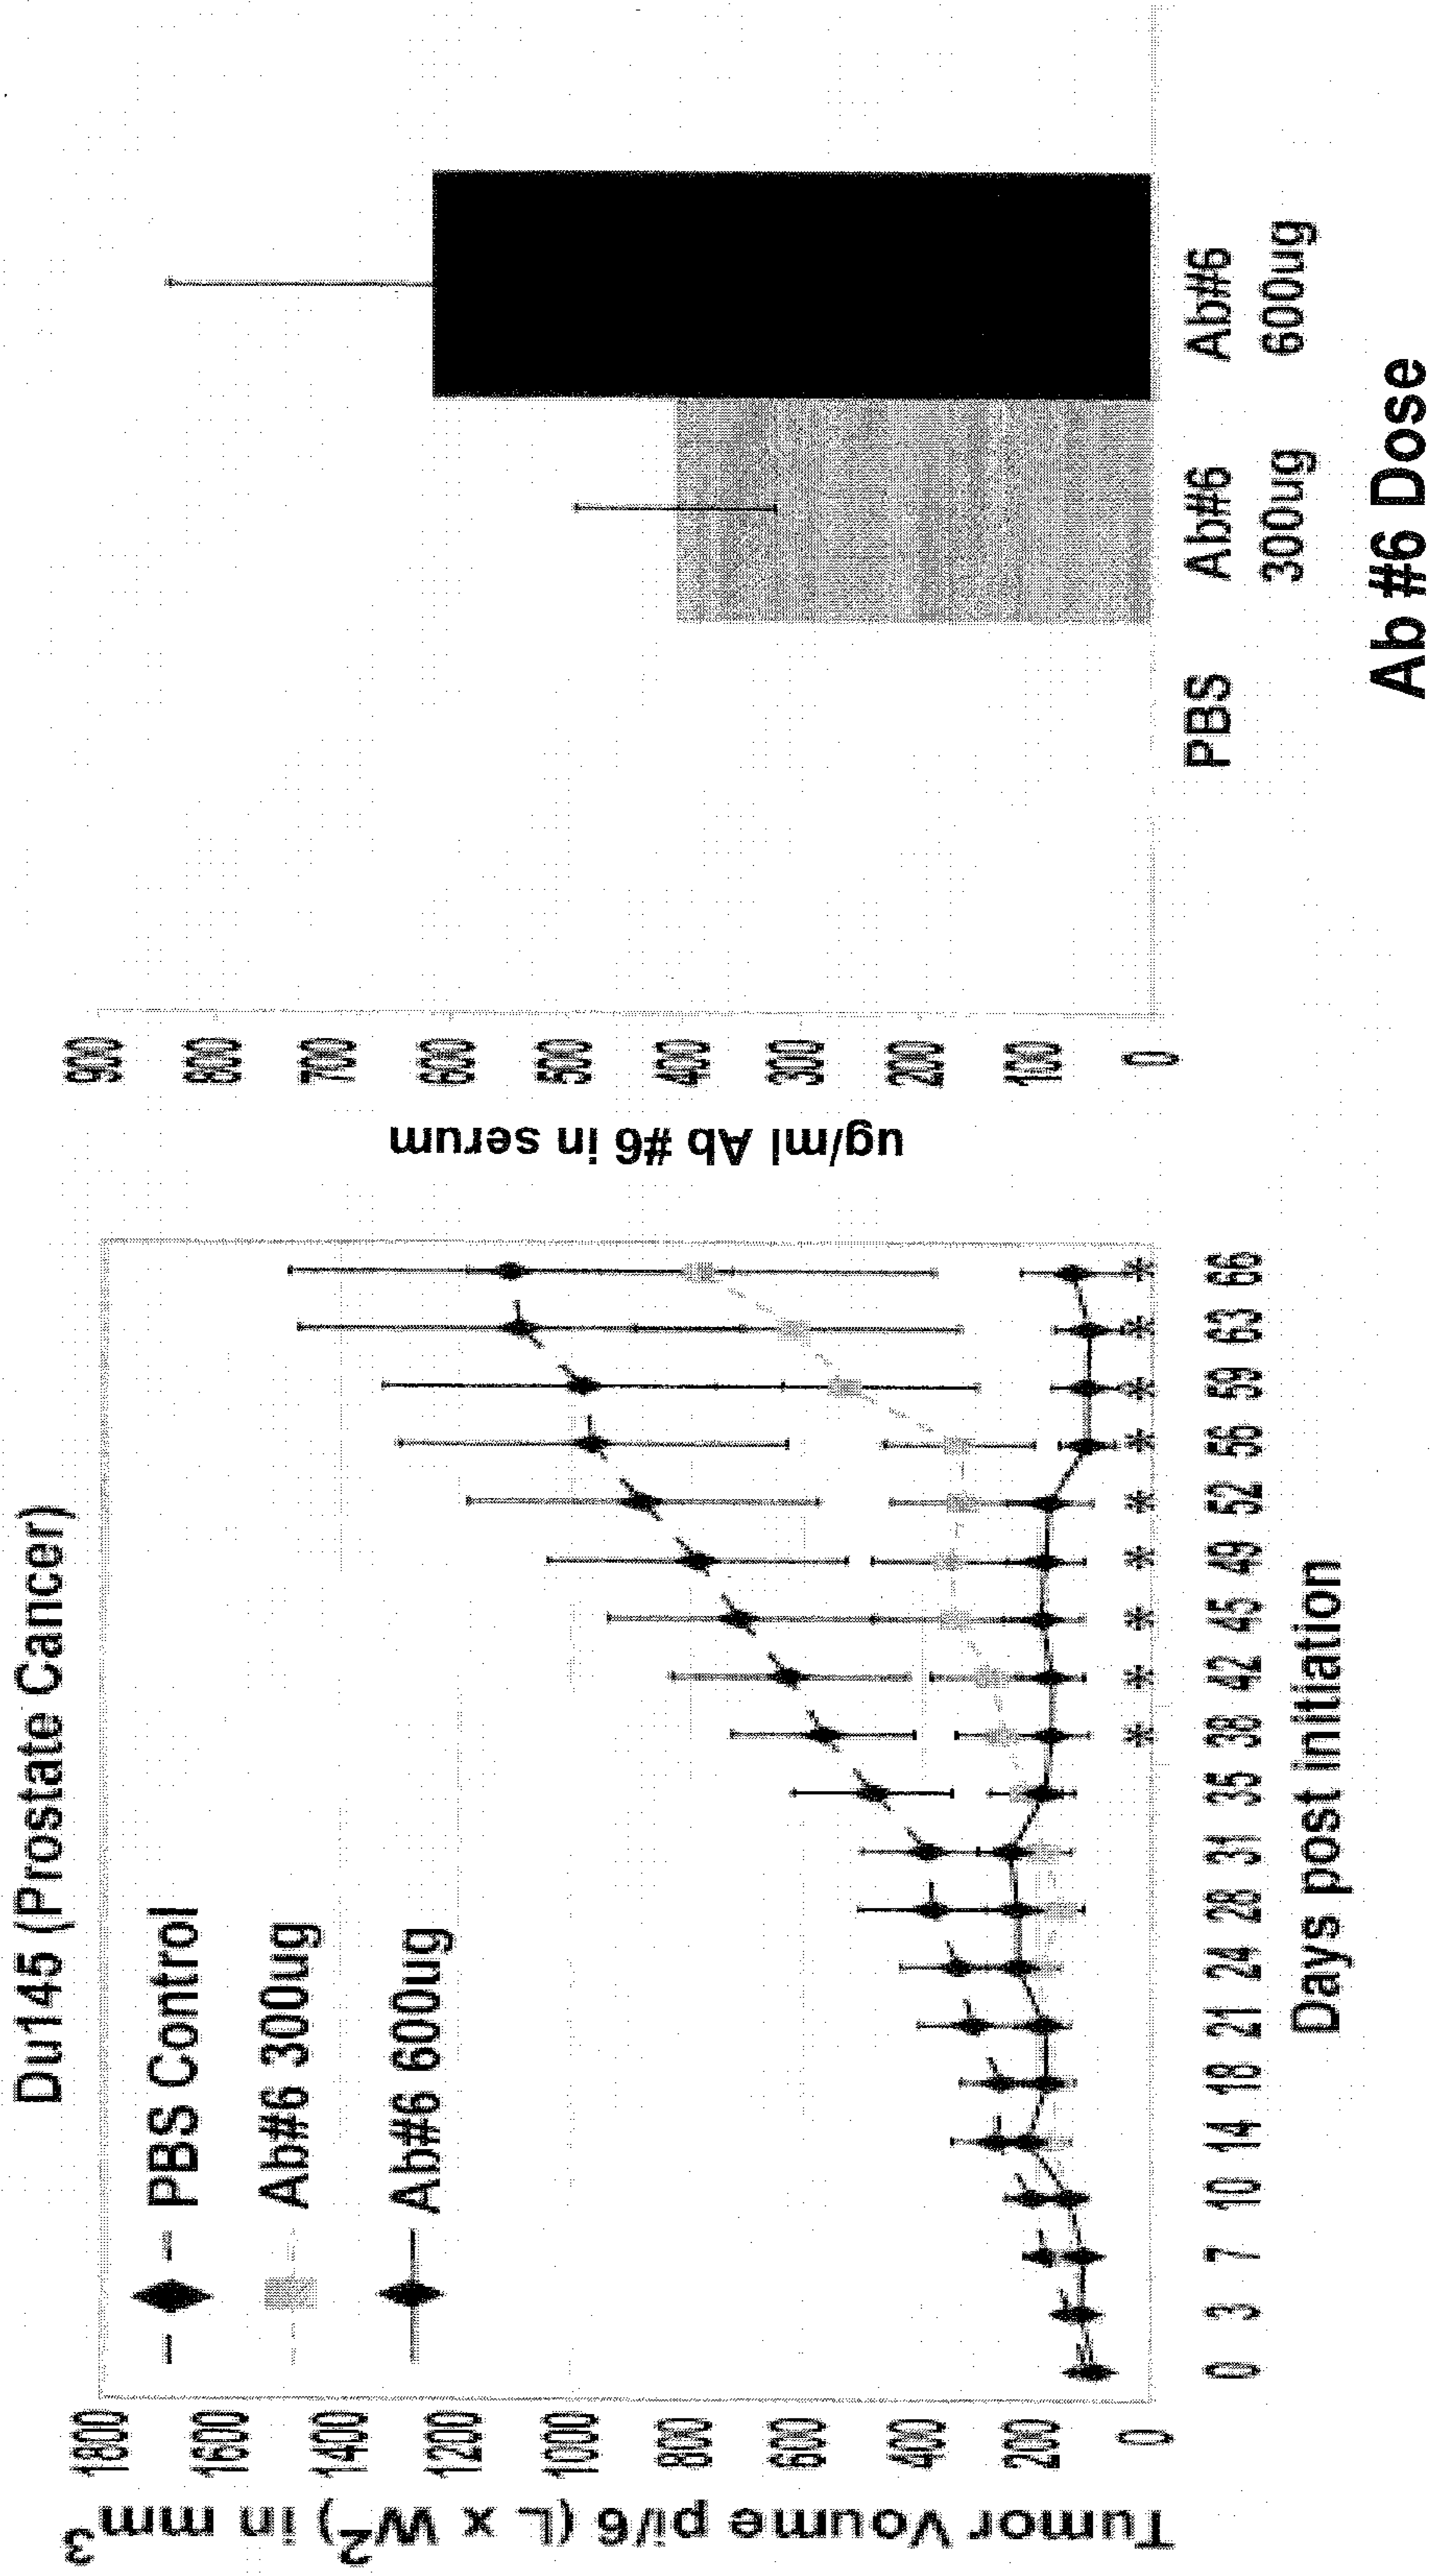 Du145 (Prostate Cancer)
Tumor Volume pi/6 (L x W²) in mm³
1800
1600
1400
1200
1000
800
600
400
200
0
PBS Control
Ab#6 300ug
Ab#6 600ug
* * * * * * * * *
0 3 7 10 14 18 21 24 28 31 35 38 42 45 49 52 56 59 63 66
Days post Initiation
ug/ml Ab #6 in serum
900
800
700
600
500
400
300
200
100
0
PBS
Ab#6
300ug
Ab#6
600ug
Ab #6 Dose